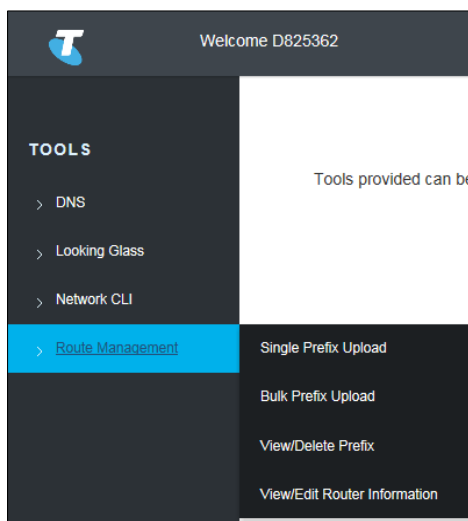 Welcome D825362
TOOLS
Tools provided can be
> DNS
> Looking Glass
> Network CLI
> Route Management
Single Prefix Upload
Bulk Prefix Upload
View/Delete Prefix
View/Edit Router Information